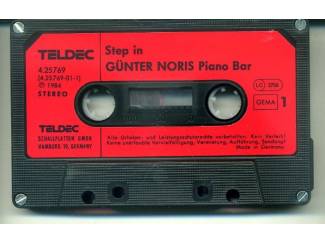 TELDEC
Step in
GÜNTER NORIS Piano Bar
4.25769
(4.25769-01-1)
Ⓟ 1984
STEREO
LC 3706
GEMA 1
TELDEC
SCHALLPLATTEN GMBH
HAMBURG 19, GERMANY
Alle Urheber- und Leistungsschutzrechte vorbehalten. Kein Verleih!
Keine unerlaubte Vervielfältigung, Vermietung, Aufführung, Sendung!
Made in Germany